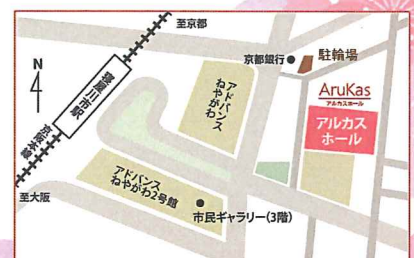 至京都
N
京都銀行
駐輪場
寝屋川市駅
アドバンス
ねやがわ
AruKas
アルカスホール
アルカス
ホール
京阪本線
アドバンス
ねやがわ2号館
至大阪
市民ギャラリー(3階)